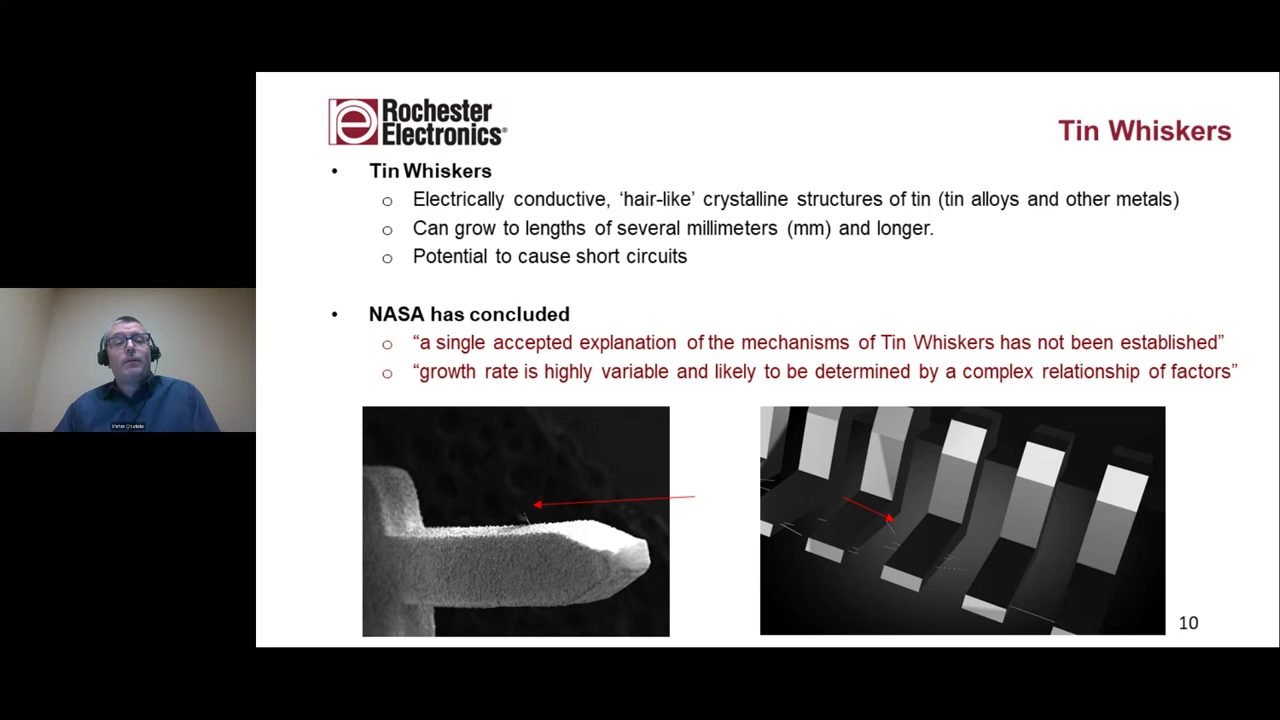 Rochester
Electronics®
Tin Whiskers
• Tin Whiskers
o Electrically conductive, ‘hair-like’ crystalline structures of tin (tin alloys and other metals)
o Can grow to lengths of several millimeters (mm) and longer.
o Potential to cause short circuits
• NASA has concluded
o “a single accepted explanation of the mechanisms of Tin Whiskers has not been established”
o “growth rate is highly variable and likely to be determined by a complex relationship of factors”
Peter
10